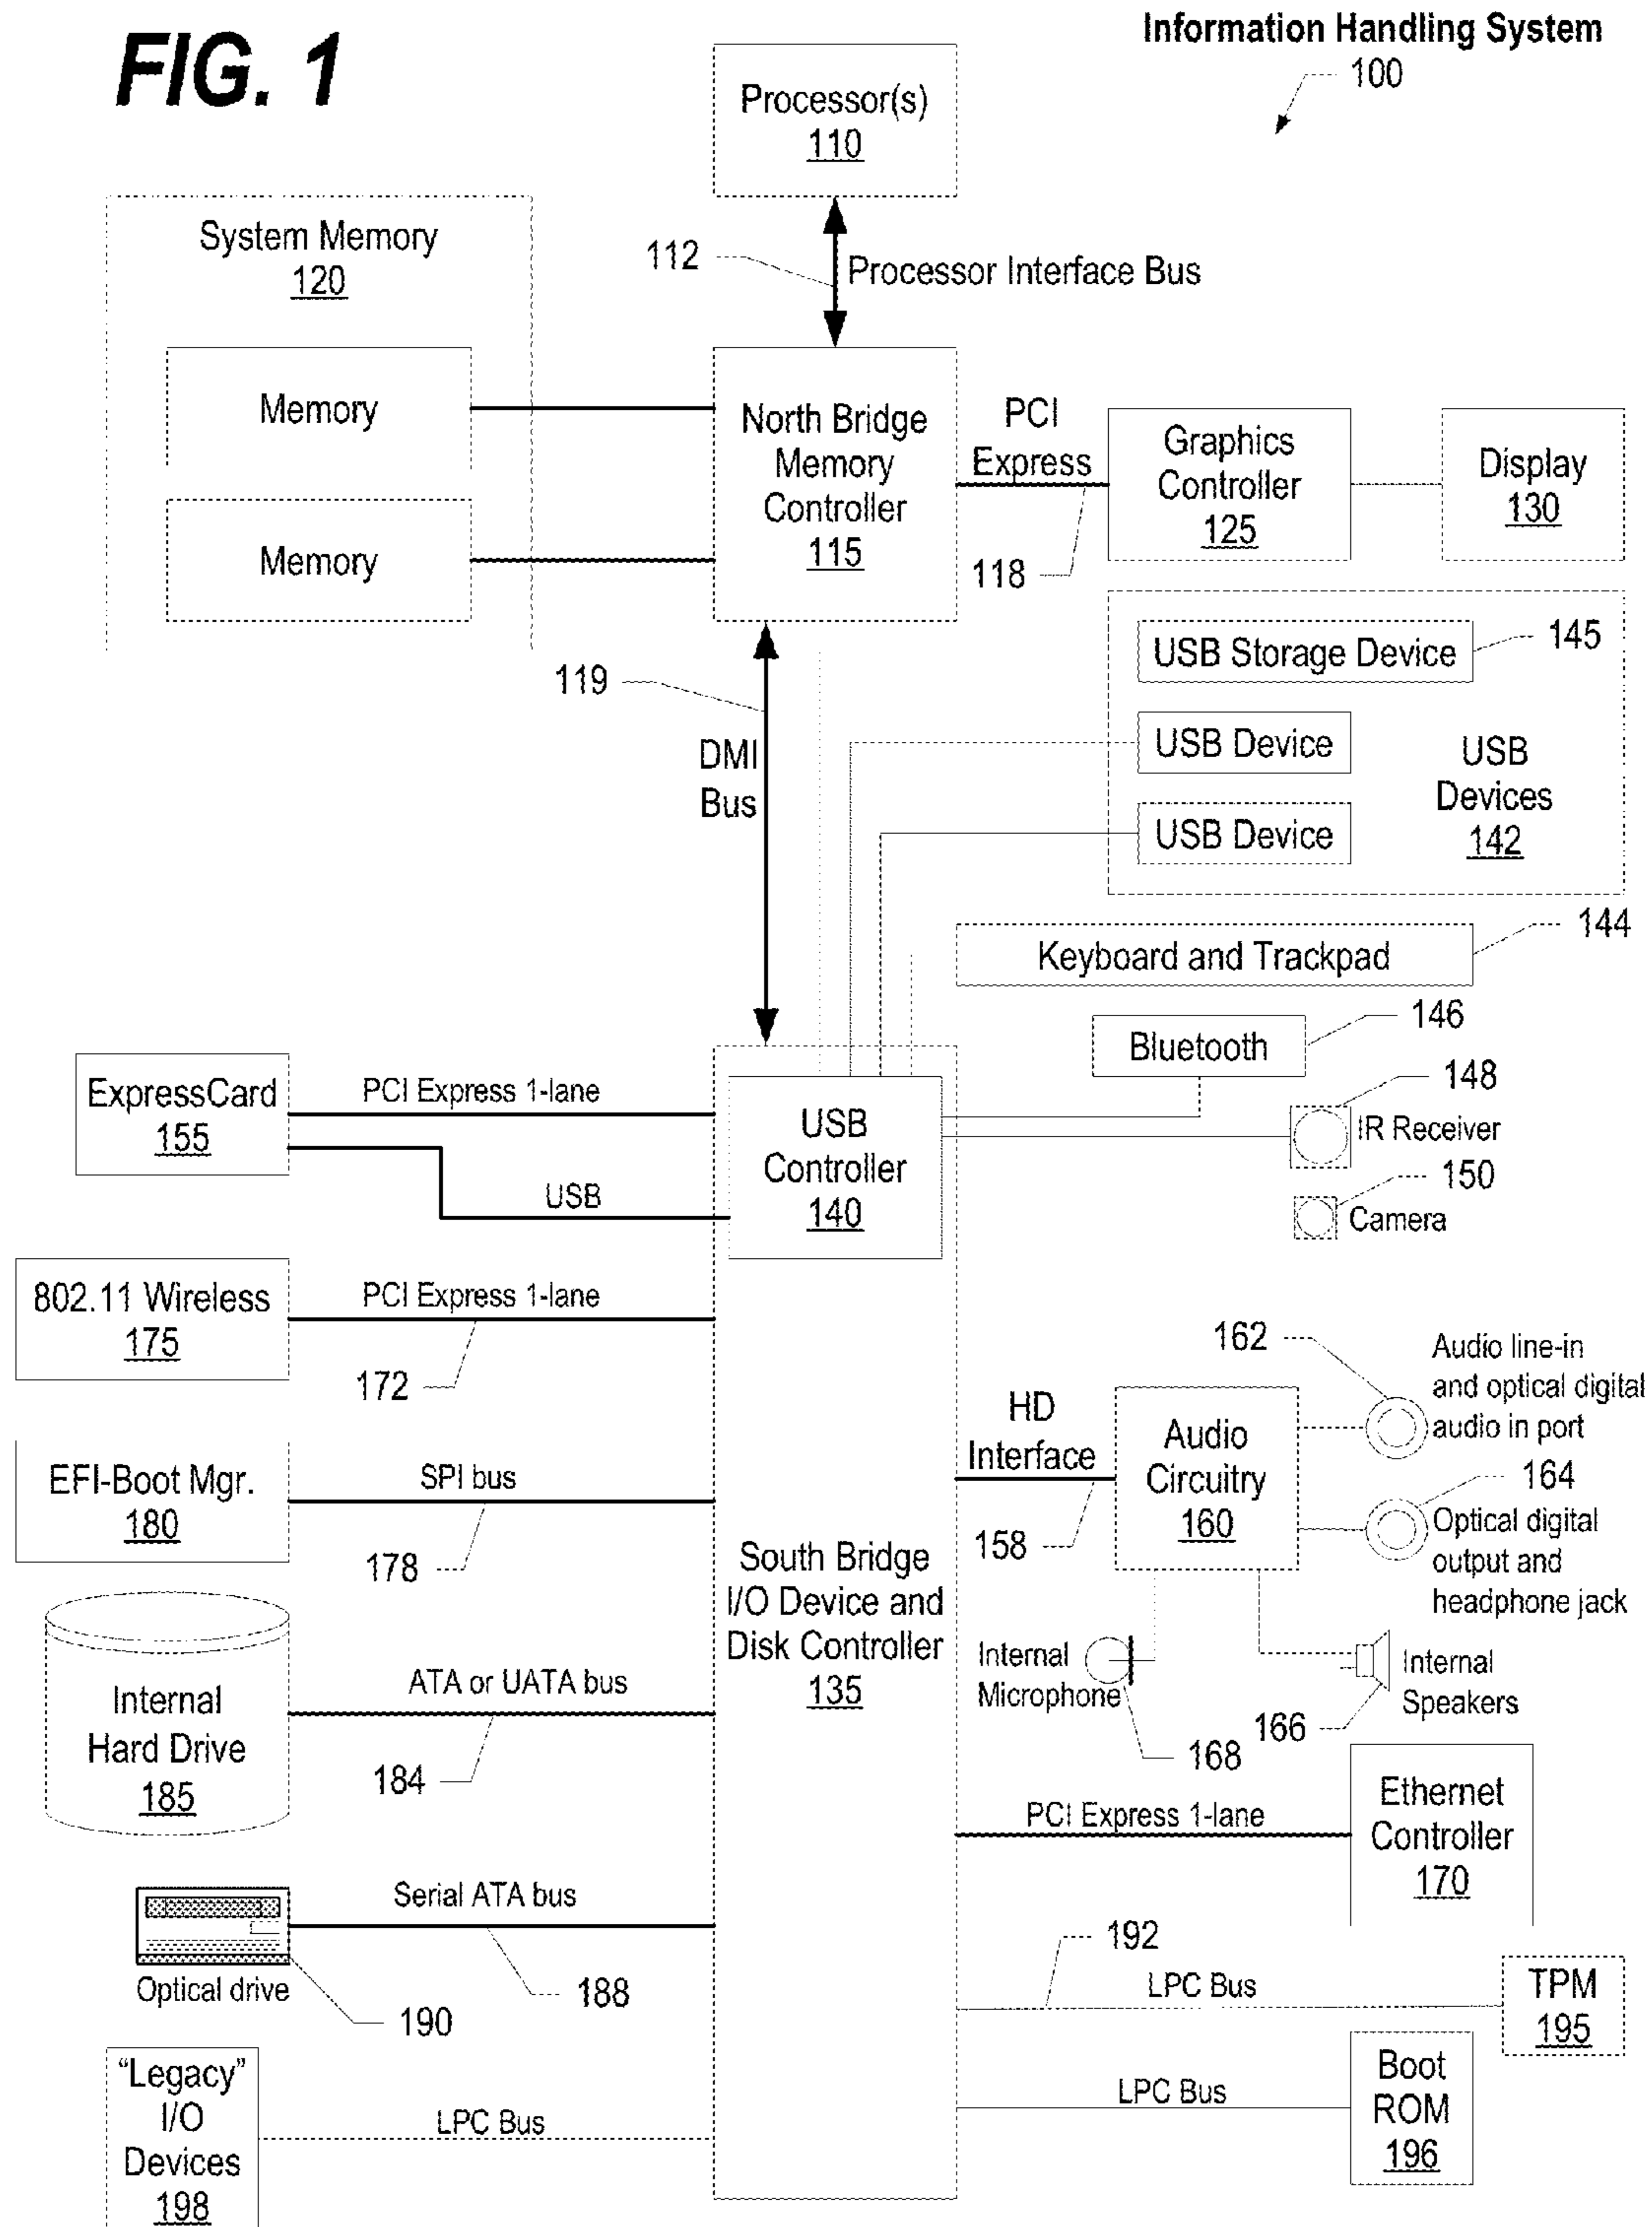 FIG. 1
Information Handling System
100
Processor(s)
110
System Memory
120
112
Processor Interface Bus
Memory
Memory
North Bridge
Memory
Controller
115
PCI
Express
118
Graphics
Controller
125
Display
130
119
DMI
Bus
USB Storage Device
145
USB Device
USB Device
USB
Devices
142
144
Keyboard and Trackpad
146
Bluetooth
148
IR Receiver
150
Camera
ExpressCard
155
PCI Express 1-lane
USB
USB
Controller
140
802.11 Wireless
175
PCI Express 1-lane
172
162
Audio line-in
and optical digital
audio in port
HD
Interface
158
Audio
Circuitry
160
164
Optical digital
output and
headphone jack
EFI-Boot Mgr.
180
SPI bus
178
South Bridge
I/O Device and
Disk Controller
135
Internal
Microphone
168
Internal
Speakers
166
Internal
Hard Drive
185
ATA or UATA bus
184
PCI Express 1-lane
Ethernet
Controller
170
Serial ATA bus
188
Optical drive
190
192
LPC Bus
TPM
195
"Legacy"
I/O
Devices
198
LPC Bus
LPC Bus
Boot
ROM
196